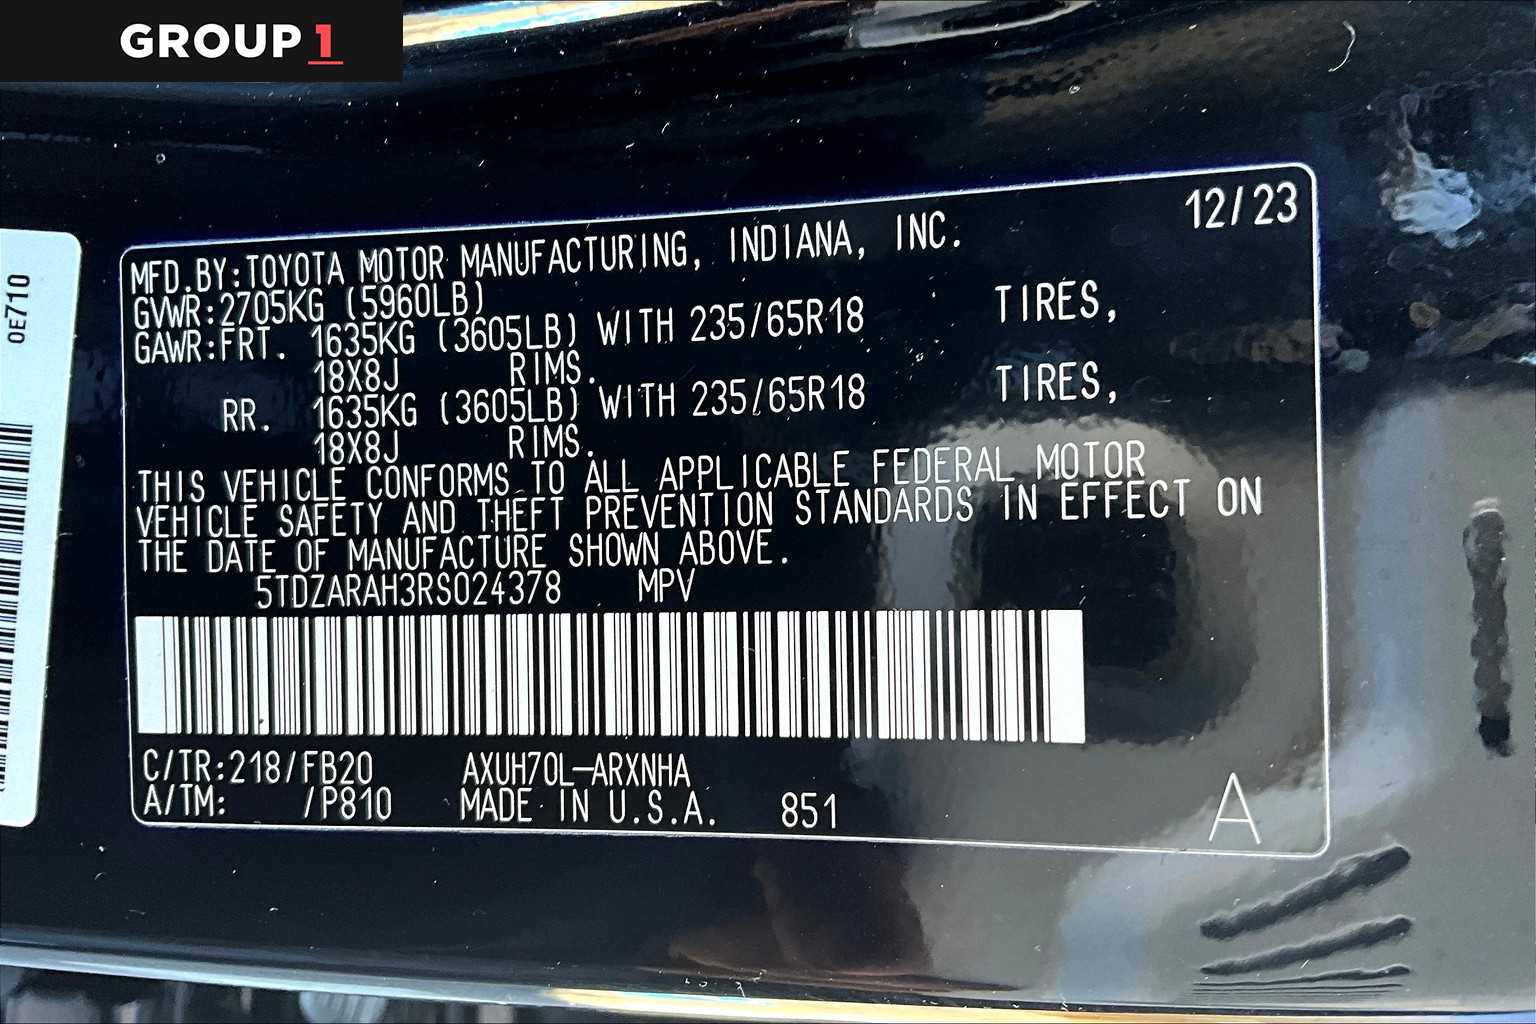 GROUP 1
OE710
12/23
MFD.BY:TOYOTA MOTOR MANUFACTURING, INDIANA, INC.
GVWR:2705KG (5960LB)
GAWR:FRT. 1635KG (3605LB) WITH 235/65R18 TIRES,
18X8J RIMS.
RR. 1635KG (3605LB) WITH 235/65R18 TIRES,
18X8J RIMS.
THIS VEHICLE CONFORMS TO ALL APPLICABLE FEDERAL MOTOR
VEHICLE SAFETY AND THEFT PREVENTION STANDARDS IN EFFECT ON
THE DATE OF MANUFACTURE SHOWN ABOVE.
5TDZARAH3RS024378 MPV
C/TR:218/FB20 AXUH70L-ARXNHA
A/TM: /P810 MADE IN U.S.A. 851
A